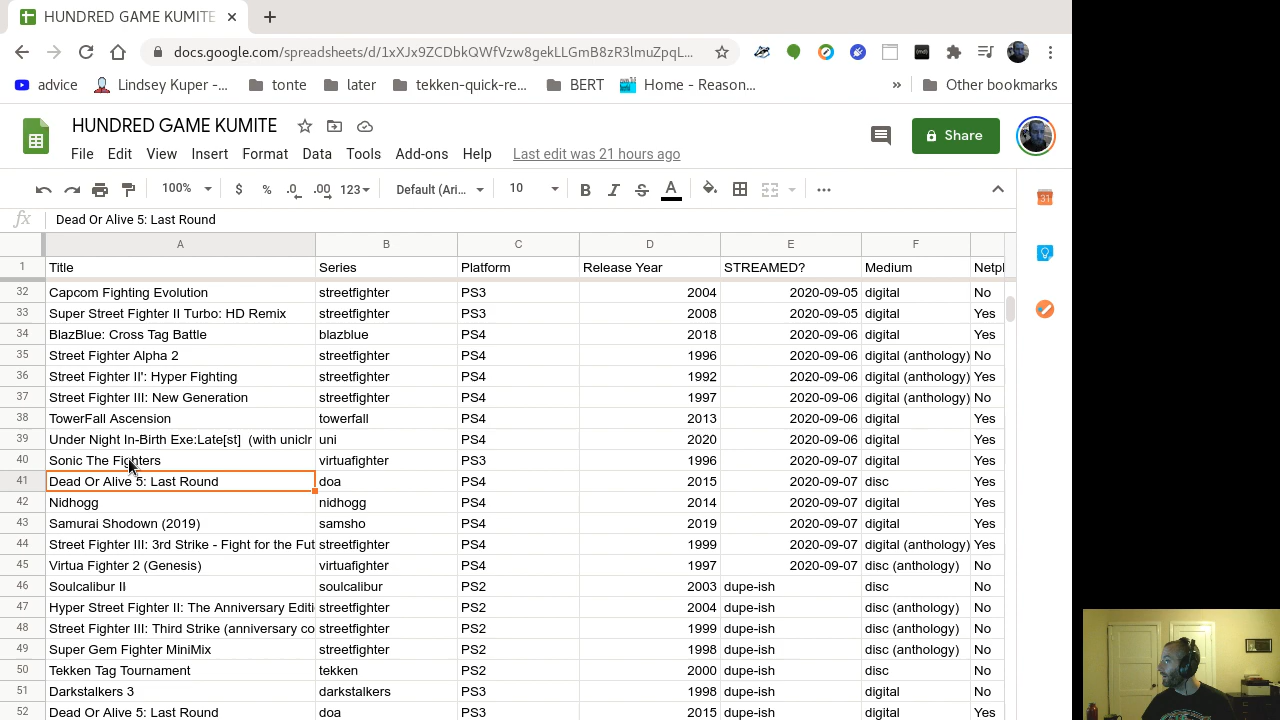 HUNDRED GAME KUMITE
docs.google.com/spreadsheets/d/1xXJx9ZCDbkQWfVzw8gekLLGmB8zR3lmuZpqL...
advice Lindsey Kuper -... tonte later tekken-quick-re... BERT Home - Reason... » Other bookmarks
HUNDRED GAME KUMITE
Share
File Edit View Insert Format Data Tools Add-ons Help Last edit was 21 hours ago
100% $ % .0 .00 123 Default (Ari... 10 B I S A
31
fx Dead Or Alive 5: Last Round
A B C D E F
1 Title Series Platform Release Year STREAMED? Medium Netpl
32 Capcom Fighting Evolution streetfighter PS3 2004 2020-09-05 digital No
33 Super Street Fighter II Turbo: HD Remix streetfighter PS3 2008 2020-09-05 digital Yes
34 BlazBlue: Cross Tag Battle blazblue PS4 2018 2020-09-06 digital Yes
35 Street Fighter Alpha 2 streetfighter PS4 1996 2020-09-06 digital (anthology) No
36 Street Fighter II': Hyper Fighting streetfighter PS4 1992 2020-09-06 digital (anthology) Yes
37 Street Fighter III: New Generation streetfighter PS4 1997 2020-09-06 digital (anthology) No
38 TowerFall Ascension towerfall PS4 2013 2020-09-06 digital Yes
39 Under Night In-Birth Exe:Late[st] (with uniclr uni PS4 2020 2020-09-06 digital Yes
40 Sonic The Fighters virtuafighter PS3 1996 2020-09-07 digital Yes
41 Dead Or Alive 5: Last Round doa PS4 2015 2020-09-07 disc Yes
42 Nidhogg nidhogg PS4 2014 2020-09-07 digital Yes
43 Samurai Shodown (2019) samsho PS4 2019 2020-09-07 digital Yes
44 Street Fighter III: 3rd Strike - Fight for the Fut streetfighter PS4 1999 2020-09-07 digital (anthology) Yes
45 Virtua Fighter 2 (Genesis) virtuafighter PS4 1997 2020-09-07 disc (anthology) No
46 Soulcalibur II soulcalibur PS2 2003 dupe-ish disc No
47 Hyper Street Fighter II: The Anniversary Editi streetfighter PS2 2004 dupe-ish disc (anthology) No
48 Street Fighter III: Third Strike (anniversary co streetfighter PS2 1999 dupe-ish disc (anthology) No
49 Super Gem Fighter MiniMix streetfighter PS2 1998 dupe-ish disc (anthology) No
50 Tekken Tag Tournament tekken PS2 2000 dupe-ish disc No
51 Darkstalkers 3 darkstalkers PS3 1998 dupe-ish digital No
52 Dead Or Alive 5: Last Round doa PS3 2015 dupe-ish digital Yes